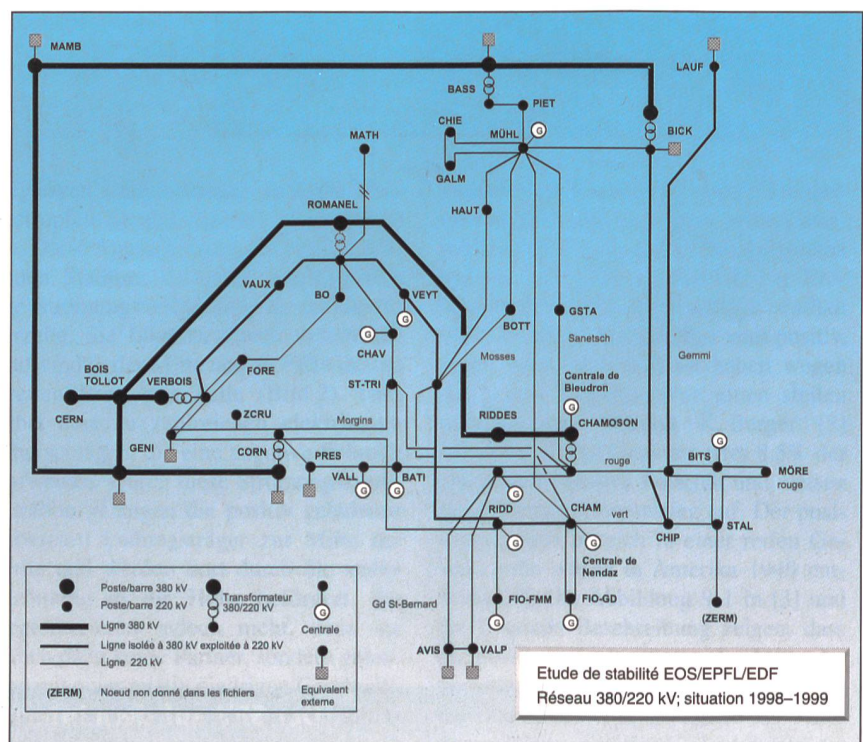 MAMB
LAUF
BASS
PIET
CHIE
MÜHL
G
BICK
MATH
GALM
HAUT
ROMANEL
VAUX
BO
VEYT
G
BOTT
GSTA
G
CHAV
Mosses
Sanetsch
Gemmi
FORE
BOIS
TOLLOT
VERBOIS
ST-TRI
Centrale de
Bieudron
G
CERN
ZCRU
Morgins
RIDDES
CHAMOSON
GENI
CORN
PRES
VALL
BATI
G
G
rouge
BITS
G
MÖRE
rouge
G
RIDD
CHAM
vert
CHIP
STAL
G
G
G
Centrale de
Nendaz
Gd St-Bernard
FIO-FMM
FIO-GD
G
G
(ZERM)
AVIS
VALP
Poste/barre 380 kV
Poste/barre 220 kV
Ligne 380 kV
Ligne isolée à 380 kV exploitée à 220 kV
Ligne 220 kV
(ZERM) Noeud non donné dans les fichiers
Transformateur
380/220 kV
G
Centrale
Equivalent
externe
Etude de stabilité EOS/EPFL/EDF
Réseau 380/220 kV; situation 1998–1999